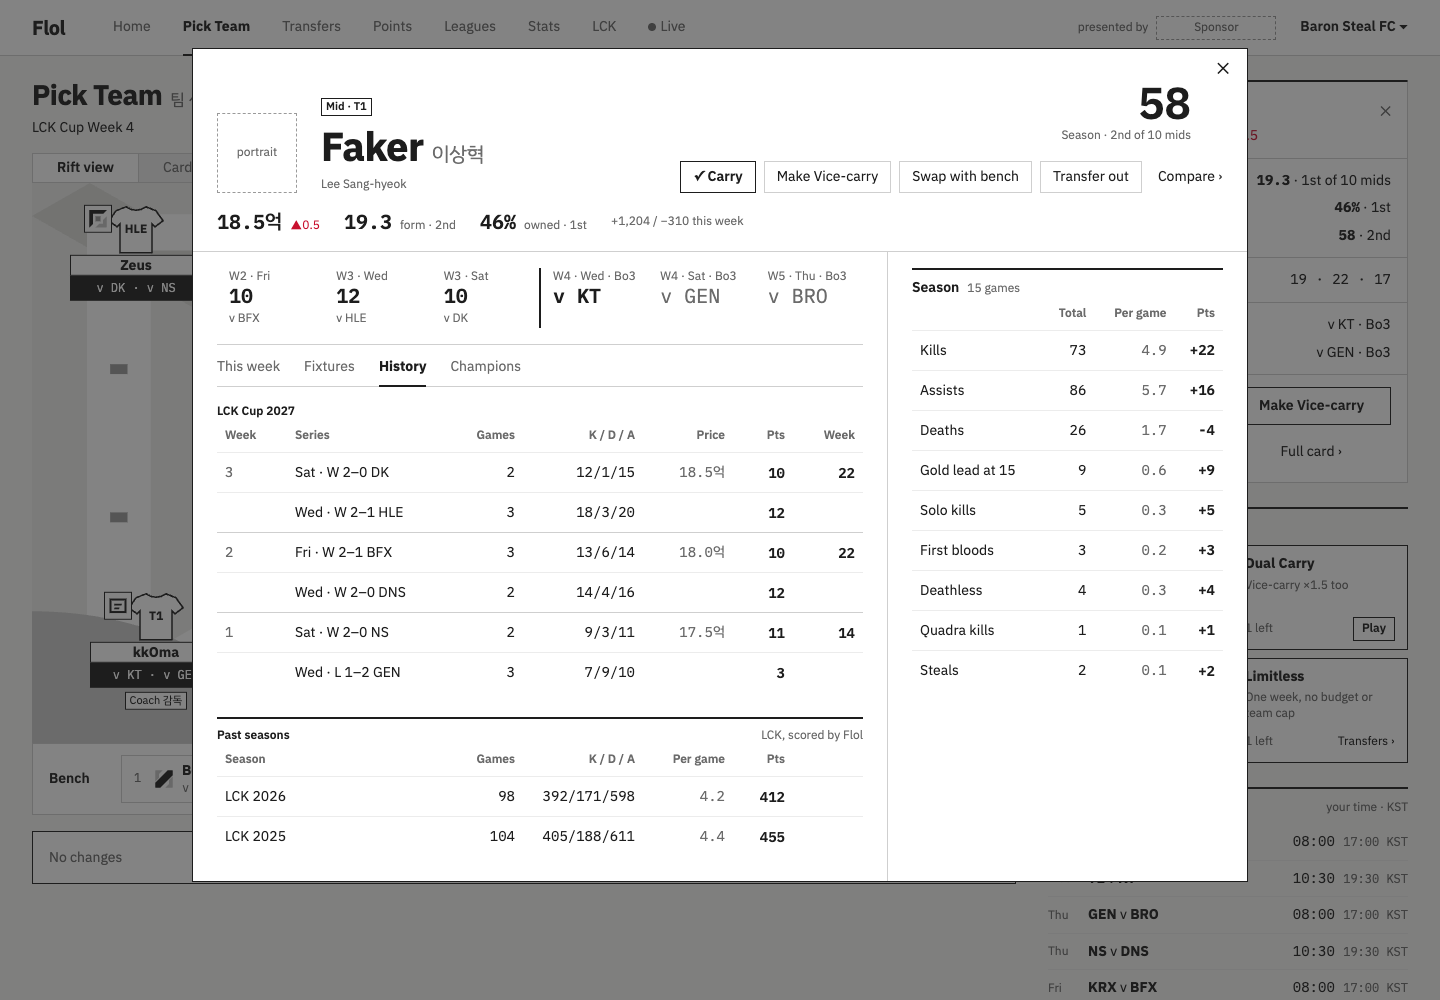 Flol
Home Pick Team Transfers Points Leagues Stats LCK Live
presented by Sponsor Baron Steal FC
Pick Team 팀
LCK Cup Week 4
Rift view Card
HLE
Zeus
v DK · v NS
T1
kkOma
v KT · v GE
Coach 감독
Bench 1 B
v
No changes
Mid · T1
portrait
Faker 이상혁
Lee Sang-hyeok
58
Season · 2nd of 10 mids
✓ Carry Make Vice-carry Swap with bench Transfer out Compare ›
18.5억 ▲0.5 19.3 form · 2nd 46% owned · 1st +1,204 / −310 this week
W2 · Fri W3 · Wed W3 · Sat W4 · Wed · Bo3 W4 · Sat · Bo3 W5 · Thu · Bo3
10 12 10 v KT v GEN v BRO
v BFX v HLE v DK
This week Fixtures History Champions
LCK Cup 2027
Week Series Games K / D / A Price Pts Week
3 Sat · W 2–0 DK 2 12/1/15 18.5억 10 22
Wed · W 2–1 HLE 3 18/3/20 12
2 Fri · W 2–1 BFX 3 13/6/14 18.0억 10 22
Wed · W 2–0 DNS 2 14/4/16 12
1 Sat · W 2–0 NS 2 9/3/11 17.5억 11 14
Wed · L 1–2 GEN 3 7/9/10 3
Past seasons LCK, scored by Flol
Season Games K / D / A Per game Pts
LCK 2026 98 392/171/598 4.2 412
LCK 2025 104 405/188/611 4.4 455
Season 15 games
Total Per game Pts
Kills 73 4.9 +22
Assists 86 5.7 +16
Deaths 26 1.7 -4
Gold lead at 15 9 0.6 +9
Solo kills 5 0.3 +5
First bloods 3 0.2 +3
Deathless 4 0.3 +4
Quadra kills 1 0.1 +1
Steals 2 0.1 +2
.5
19.3 · 1st of 10 mids
46% · 1st
58 · 2nd
19 · 22 · 17
v KT · Bo3
v GEN · Bo3
Make Vice-carry
Full card ›
Dual Carry
Vice-carry ×1.5 too
1 left Play
Limitless
One week, no budget or
team cap
1 left Transfers ›
your time · KST
08:00 17:00 KST
10:30 19:30 KST
Thu GEN v BRO 08:00 17:00 KST
Thu NS v DNS 10:30 19:30 KST
Fri KRX v BFX 08:00 17:00 KST